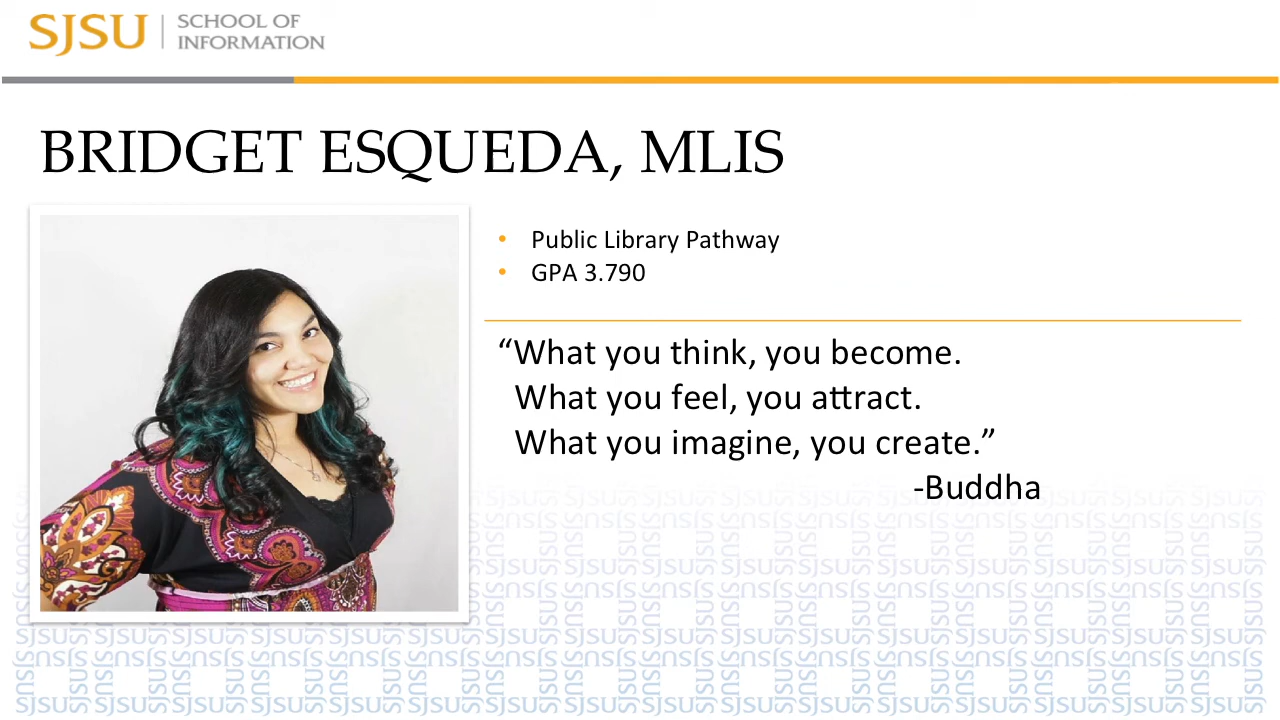 SJSU | SCHOOL OF
INFORMATION
BRIDGET ESQUEDA, MLIS
• Public Library Pathway
• GPA 3.790
“What you think, you become.
What you feel, you attract.
What you imagine, you create.”
-Buddha